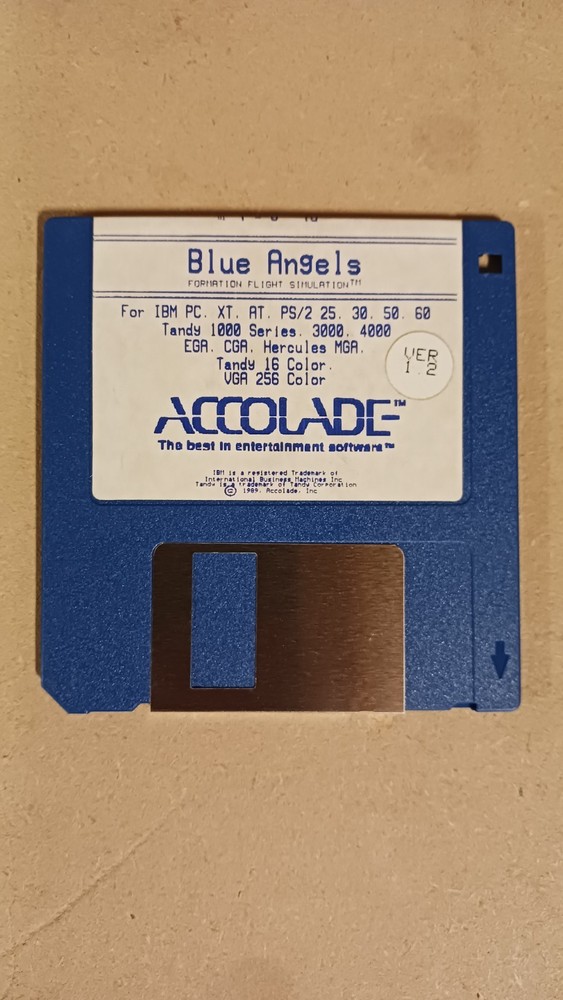 Blue Angels
FORMATION FLIGHT SIMULATION™
For IBM PC. XT. AT. PS/2 25. 30. 50. 60
Tandy 1000 Series. 3000. 4000
EGA. CGA. Hercules MGA.
Tandy 16 Color.
VGA 256 Color
VER
1.2
ACCOLADE™
The best in entertainment software™
IBM is a registered Trademark of
International Business Machines Inc
Tandy is a trademark of Tandy Corporation
© 1989. Accolade, Inc